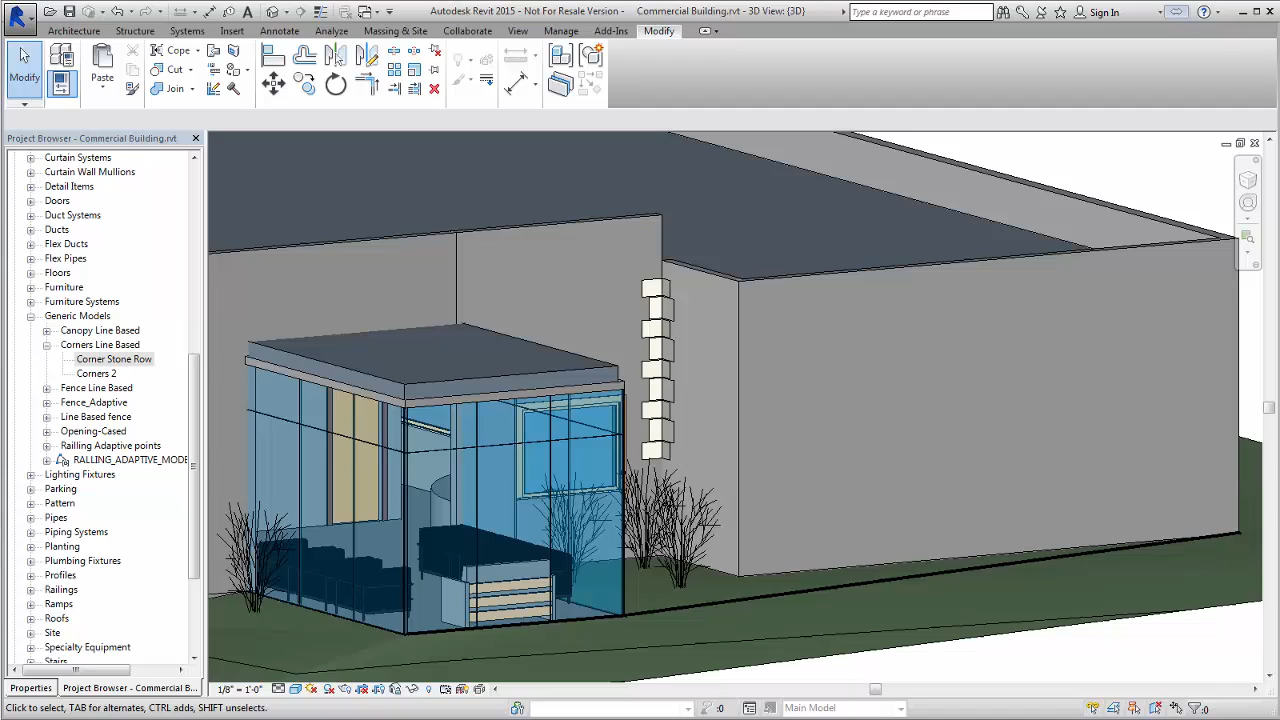 Autodesk Revit 2015 - Not For Resale Version - Commercial Building.rvt - 3D View: {3D}
Type a keyword or phrase
Sign In
Architecture Structure Systems Insert Annotate Analyze Massing & Site Collaborate View Manage Add-Ins Modify
Modify
Paste
Cope
Cut
Join
Project Browser - Commercial Building.rvt
Curtain Systems
Curtain Wall Mullions
Detail Items
Doors
Duct Systems
Ducts
Flex Ducts
Flex Pipes
Floors
Furniture
Furniture Systems
Generic Models
Canopy Line Based
Corners Line Based
Corner Stone Row
Corners 2
Fence Line Based
Fence_Adaptive
Line Based fence
Opening-Cased
Railling Adaptive points
RALLING_ADAPTIVE_MODE
Lighting Fixtures
Parking
Pattern
Pipes
Piping Systems
Planting
Plumbing Fixtures
Profiles
Railings
Ramps
Roofs
Site
Specialty Equipment
Stairs
Properties Project Browser - Commercial B...
1/8" = 1'-0"
Click to select, TAB for alternates, CTRL adds, SHIFT unselects.
:0
Main Model
:0